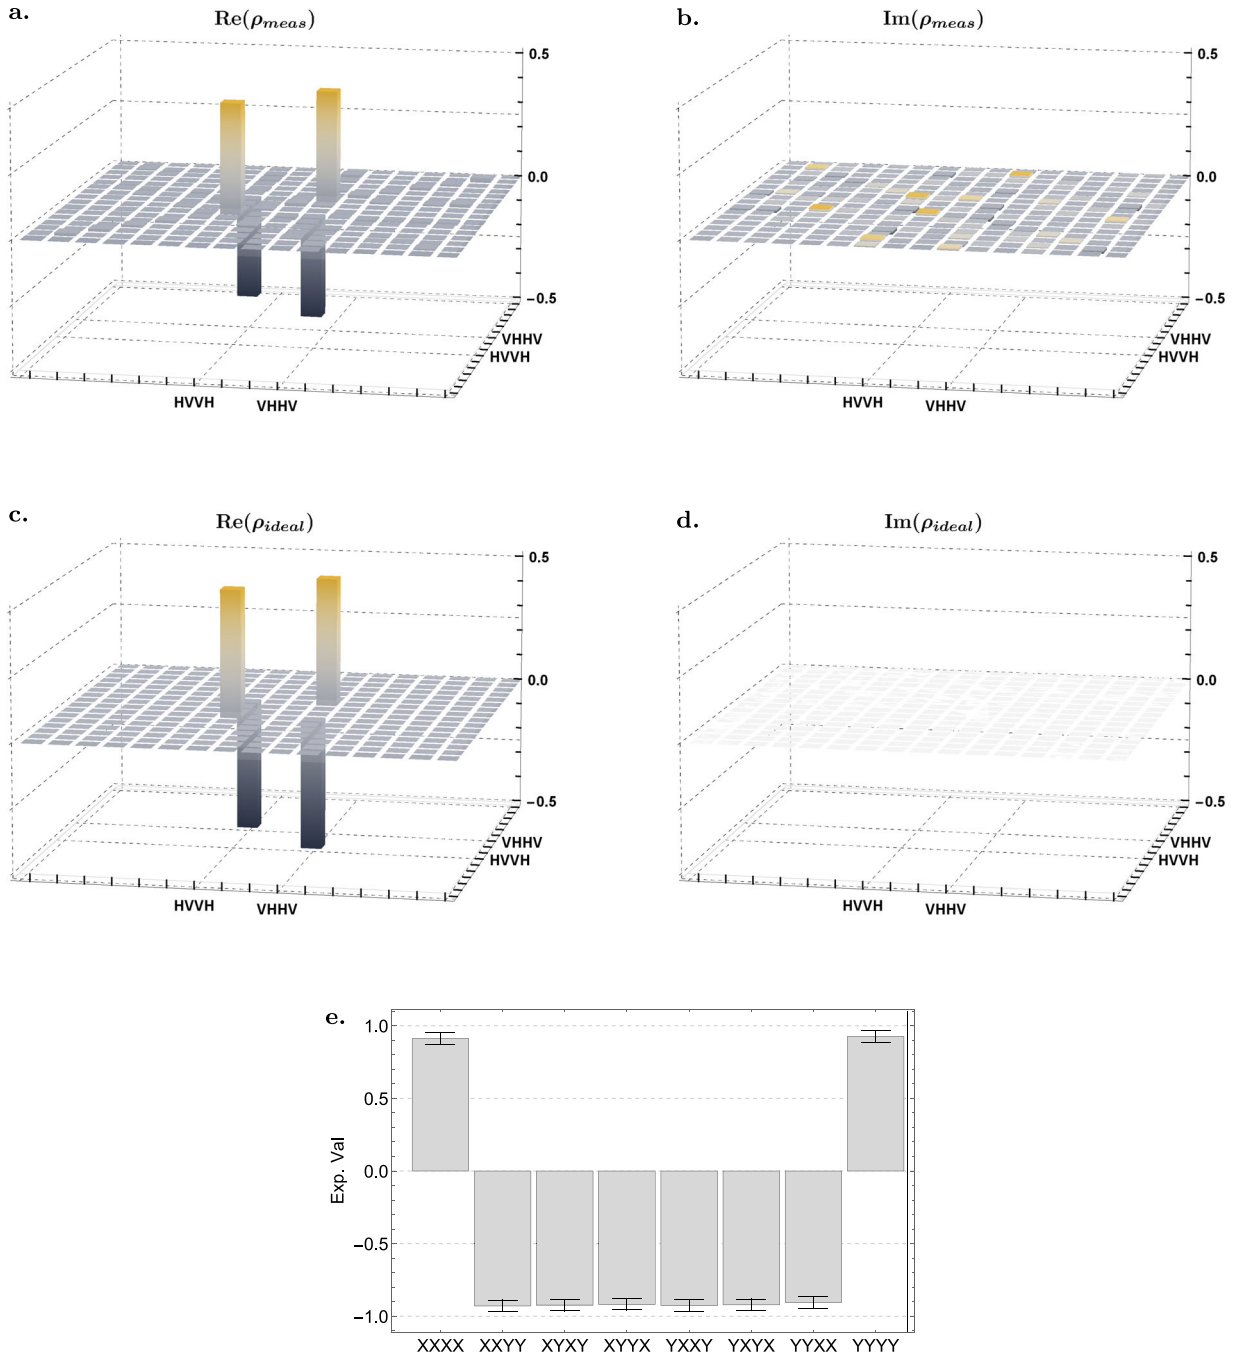 a.
Re(ρmeas)
0.5
0.0
−0.5
VHHV
HVVH
HVVH
VHHV
b.
Im(ρmeas)
0.5
0.0
−0.5
VHHV
HVVH
HVVH
VHHV
c.
Re(ρideal)
0.5
0.0
−0.5
VHHV
HVVH
HVVH
VHHV
d.
Im(ρideal)
0.5
0.0
−0.5
VHHV
HVVH
HVVH
VHHV
e.
Exp. Val
1.0
0.5
0.0
−0.5
−1.0
XXXX XXYY XYXY XYYX YXXY YXYX YYXX YYYY